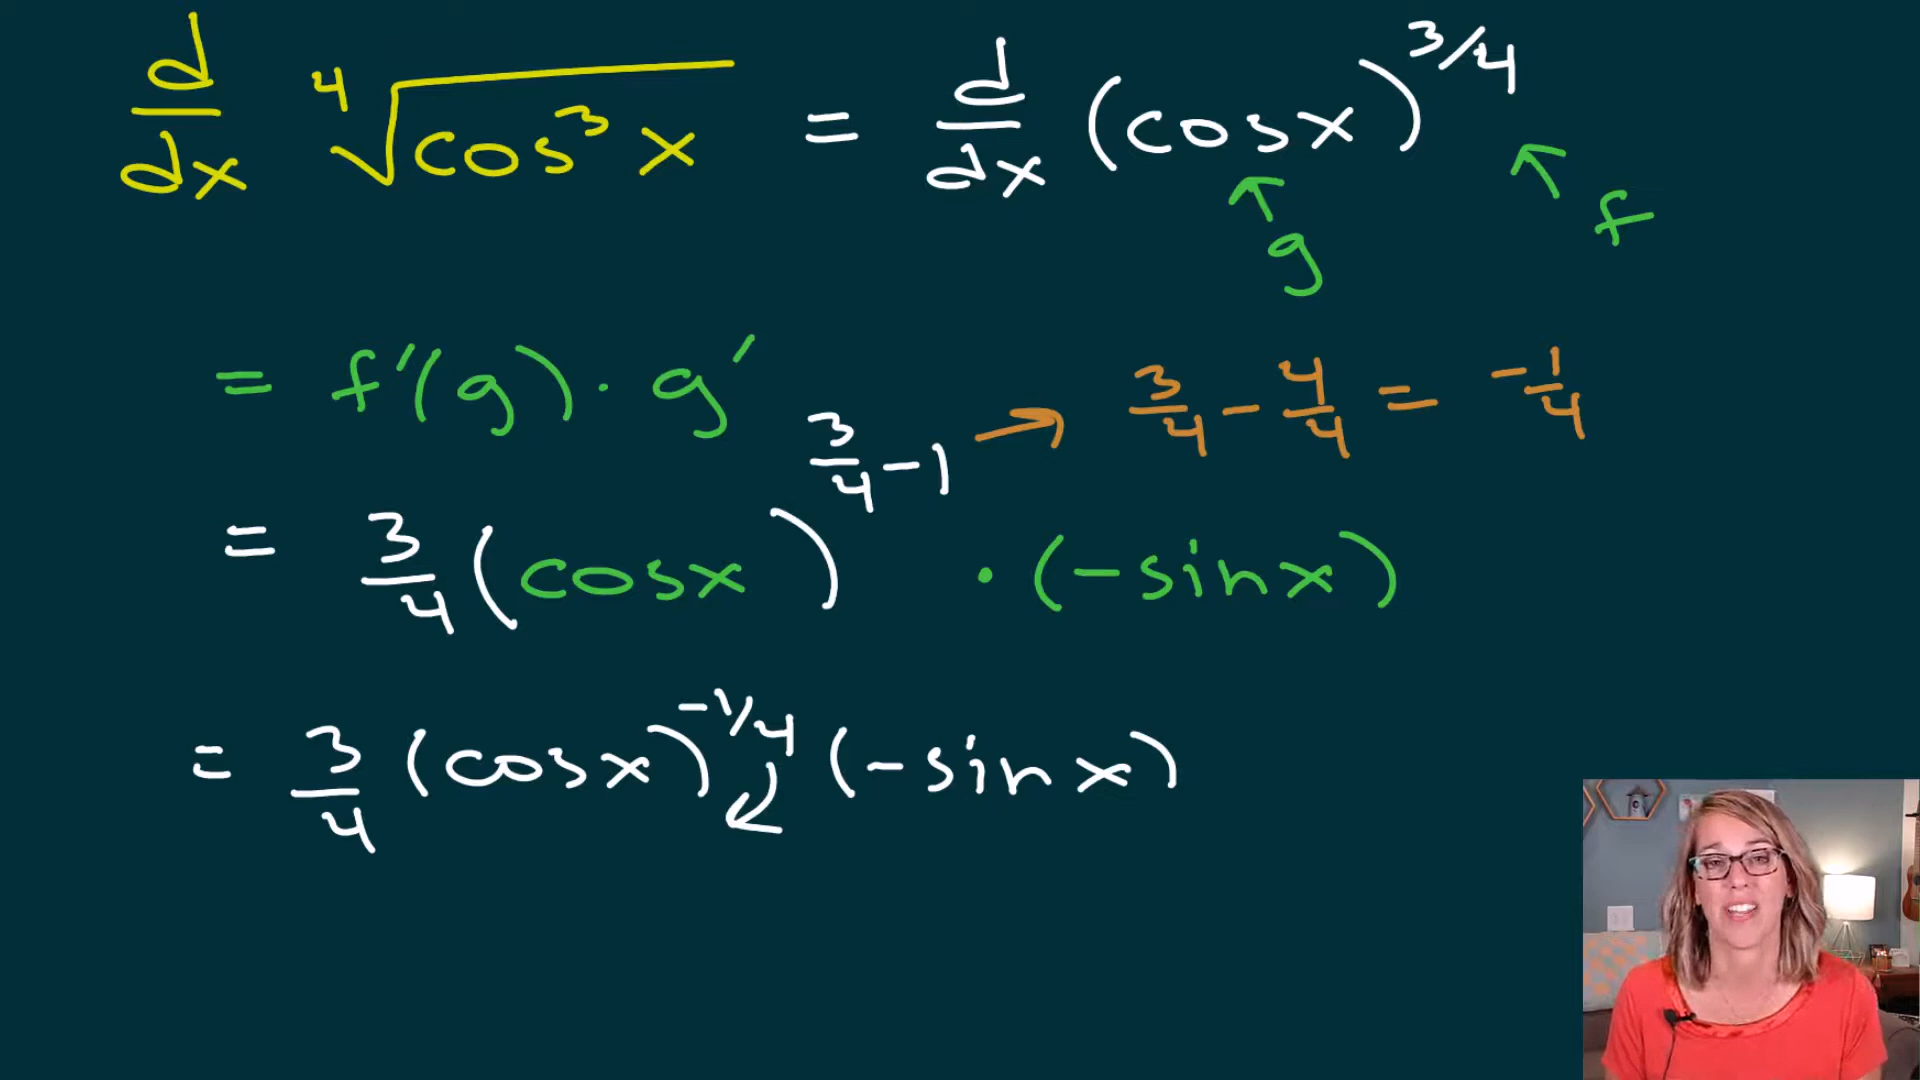 d/dx ∜cos³x = d/dx (cosx)^3/4
g f
= f'(g) · g'
3/4 - 1 → 3/4 - 4/4 = -1/4
= 3/4 (cosx) · (-sinx)
= 3/4 (cosx)^-1/4 (-sinx)